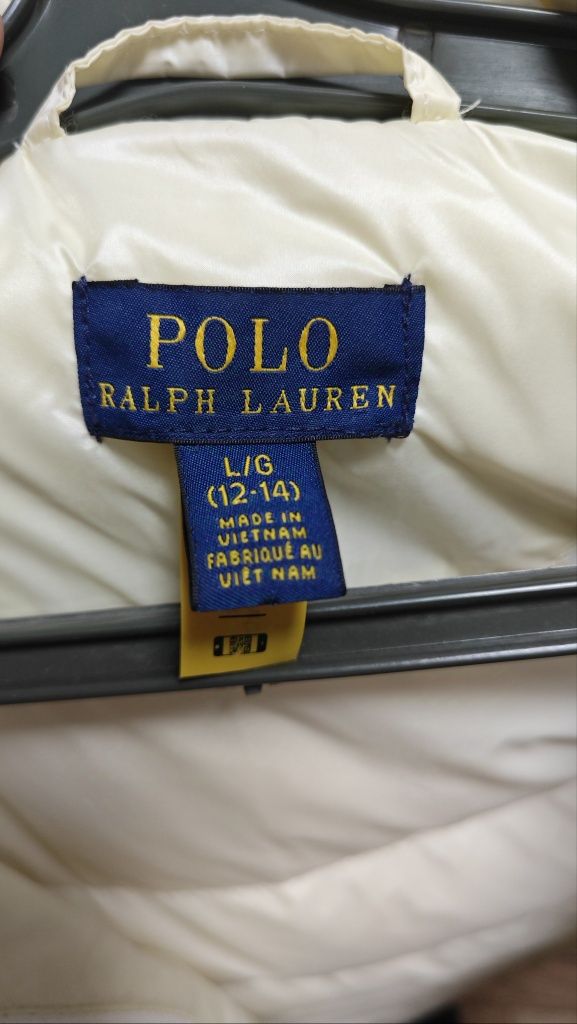 POLO
RALPH LAUREN
L/G
(12-14)
MADE IN
VIETNAM
FABRIQUÉ AU
VIÊT NAM